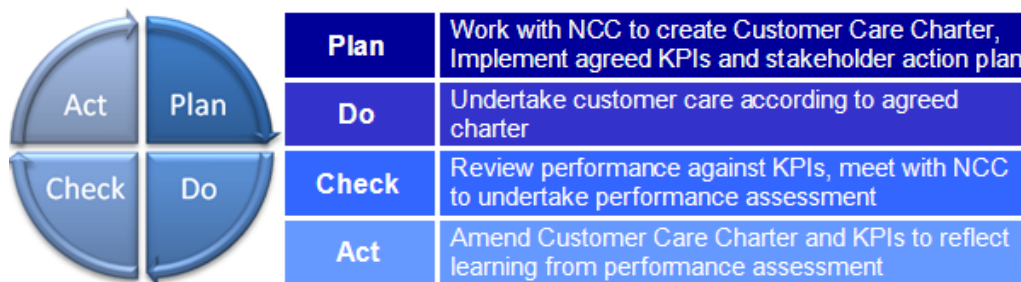 Act
Plan
Check
Do
Plan
Work with NCC to create Customer Care Charter,
Implement agreed KPIs and stakeholder action plan
Do
Undertake customer care according to agreed
charter
Check
Review performance against KPIs, meet with NCC
to undertake performance assessment
Act
Amend Customer Care Charter and KPIs to reflect
learning from performance assessment